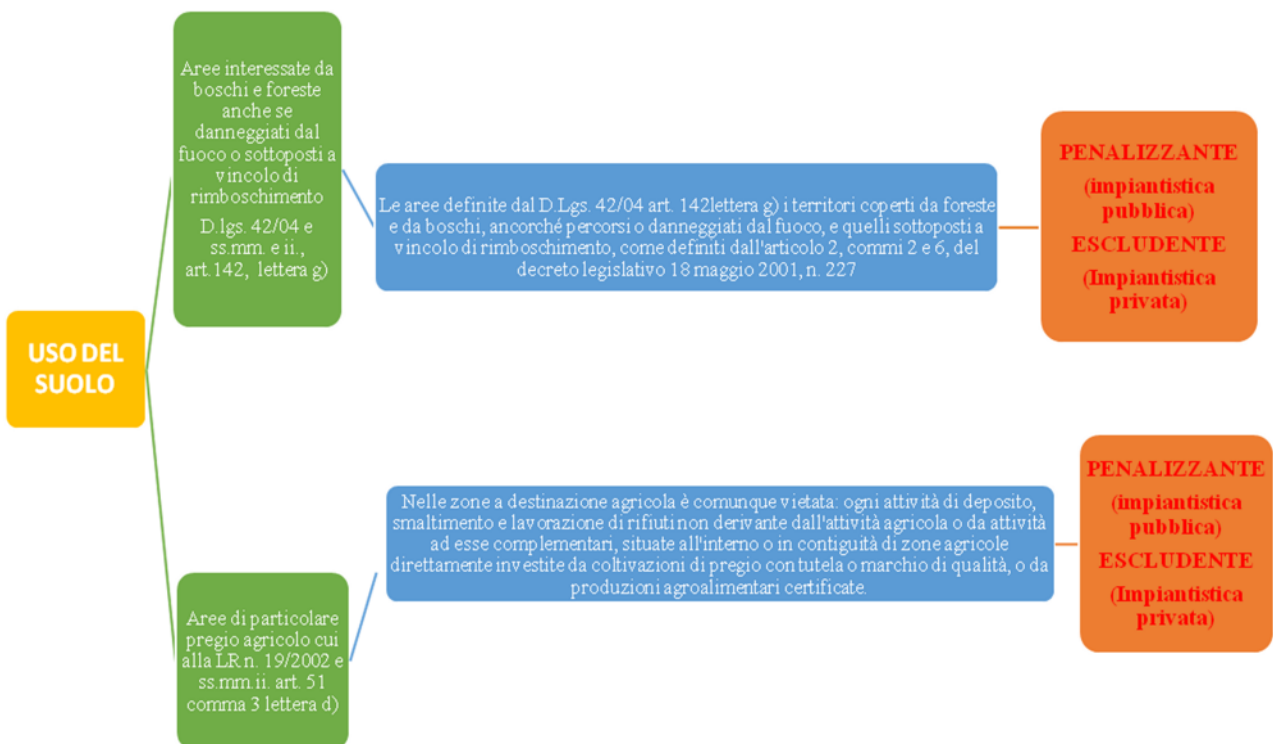 USO DEL
SUOLO
Aree interessate da
boschi e foreste
anche se
danneggiati dal
fuoco o sottoposti a
vincolo di
rimboschimento
D.lgs. 42/04 e
ss.mm. e ii.,
art.142, lettera g)
Le aree definite dal D.Lgs. 42/04 art. 142lettera g) i territori coperti da foreste
e da boschi, ancorché percorsi o danneggiati dal fuoco, e quelli sottoposti a
vincolo di rimboschimento, come definiti dall'articolo 2, commi 2 e 6, del
decreto legislativo 18 maggio 2001, n. 227
PENALIZZANTE
(impiantistica
pubblica)
ESCLUDENTE
(Impiantistica
privata)
Aree di particolare
pregio agricolo cui
alla LR n. 19/2002 e
ss.mm.ii. art. 51
comma 3 lettera d)
Nelle zone a destinazione agricola è comunque vietata: ogni attività di deposito,
smaltimento e lavorazione di rifiuti non derivante dall'attività agricola o da attività
ad esse complementari, situate all'interno o in contiguità di zone agricole
direttamente investite da coltivazioni di pregio con tutela o marchio di qualità, o da
produzioni agroalimentari certificate.
PENALIZZANTE
(impiantistica
pubblica)
ESCLUDENTE
(Impiantistica
privata)